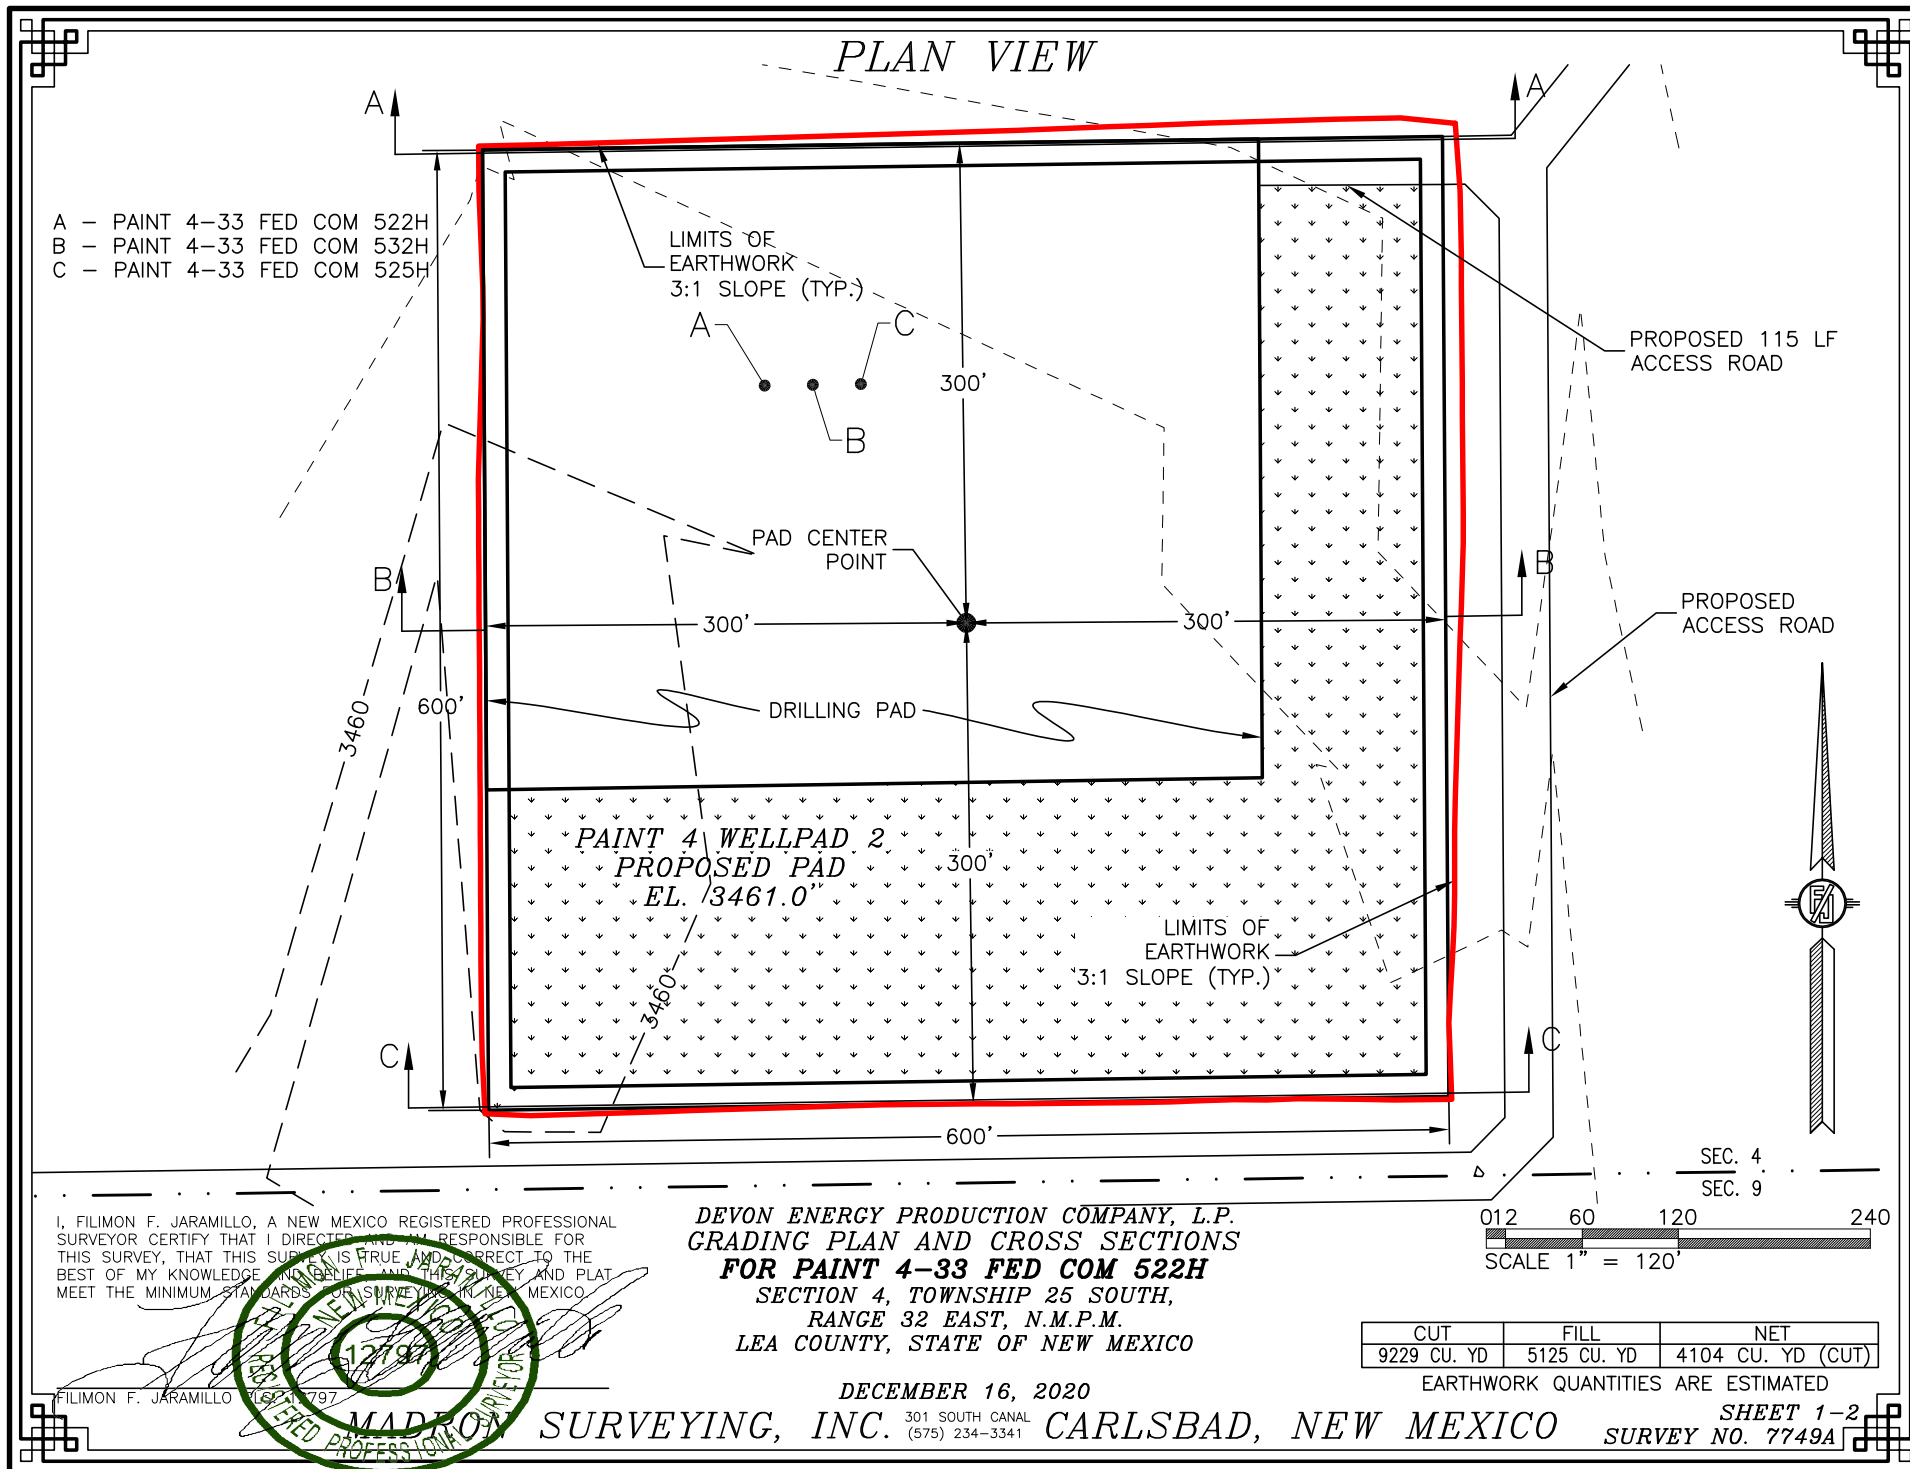 PLAN VIEW
A
A
A – PAINT 4–33 FED COM 522H
B – PAINT 4–33 FED COM 532H
C – PAINT 4–33 FED COM 525H
LIMITS OF
EARTHWORK
3:1 SLOPE (TYP.)
A
C
B
300'
PROPOSED 115 LF
ACCESS ROAD
PAD CENTER
POINT
B
B
300'
300'
PROPOSED
ACCESS ROAD
3460
600'
DRILLING PAD
PAINT 4 WELLPAD 2
PROPOSED PAD
EL. 3461.0'
300'
LIMITS OF
EARTHWORK
3:1 SLOPE (TYP.)
3460
C
C
600'
SEC. 4
SEC. 9
I, FILIMON F. JARAMILLO, A NEW MEXICO REGISTERED PROFESSIONAL
SURVEYOR CERTIFY THAT I DIRECTED AND AM RESPONSIBLE FOR
THIS SURVEY, THAT THIS SURVEY IS TRUE AND CORRECT TO THE
BEST OF MY KNOWLEDGE AND BELIEF, AND THIS SURVEY AND PLAT
MEET THE MINIMUM STANDARDS FOR SURVEYING IN NEW MEXICO
FILIMON F. JARAMILLO
NEW MEXICO
12797
REGISTERED PROFESSIONAL SURVEYOR
FILIMON F. JARAMILLO PLS. 12797
DEVON ENERGY PRODUCTION COMPANY, L.P.
GRADING PLAN AND CROSS SECTIONS
FOR PAINT 4–33 FED COM 522H
SECTION 4, TOWNSHIP 25 SOUTH,
RANGE 32 EAST, N.M.P.M.
LEA COUNTY, STATE OF NEW MEXICO
DECEMBER 16, 2020
012 60 120 240
SCALE 1" = 120'
CUT FILL NET
9229 CU. YD 5125 CU. YD 4104 CU. YD (CUT)
EARTHWORK QUANTITIES ARE ESTIMATED
MADRON SURVEYING, INC. 301 SOUTH CANAL (575) 234–3341 CARLSBAD, NEW MEXICO
SHEET 1–2
SURVEY NO. 7749A